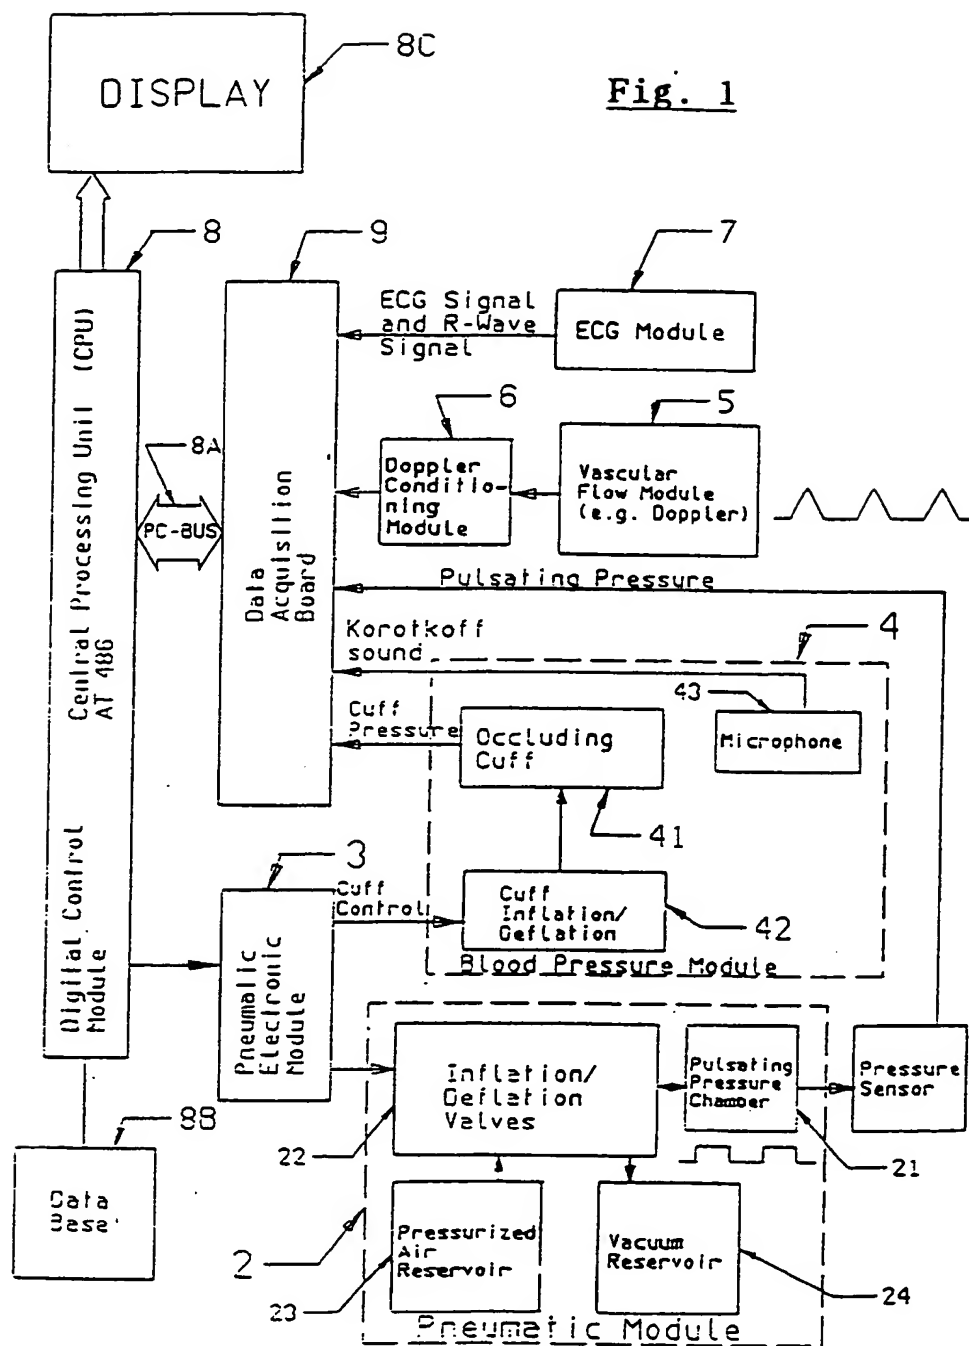 8C
DISPLAY
Fig. 1
8
9
7
ECG Signal
and R-Wave
Signal
ECG Module
Central Processing Unit (CPU)
AT 486
Digital Control
Module
8A
PC-BUS
Data
Acquisition
Board
6
5
Doppler
Conditio-
ning
Module
Vascular
Flow Module
(e.g. Doppler)
Pulsating Pressure
Korotkoff
sound
4
43
Microphone
Cuff
Pressure
Occluding
Cuff
41
3
Cuff
Control
Cuff
Inflation/
Deflation
42
Blood Pressure Module
Pneumatic
Electronic
Module
Inflation/
Deflation
Valves
22
Pulsating
Pressure
Chamber
21
Pressure
Sensor
8B
Data
Base
2
Pressurized
Air
Reservoir
23
Vacuum
Reservoir
24
Pneumatic Module